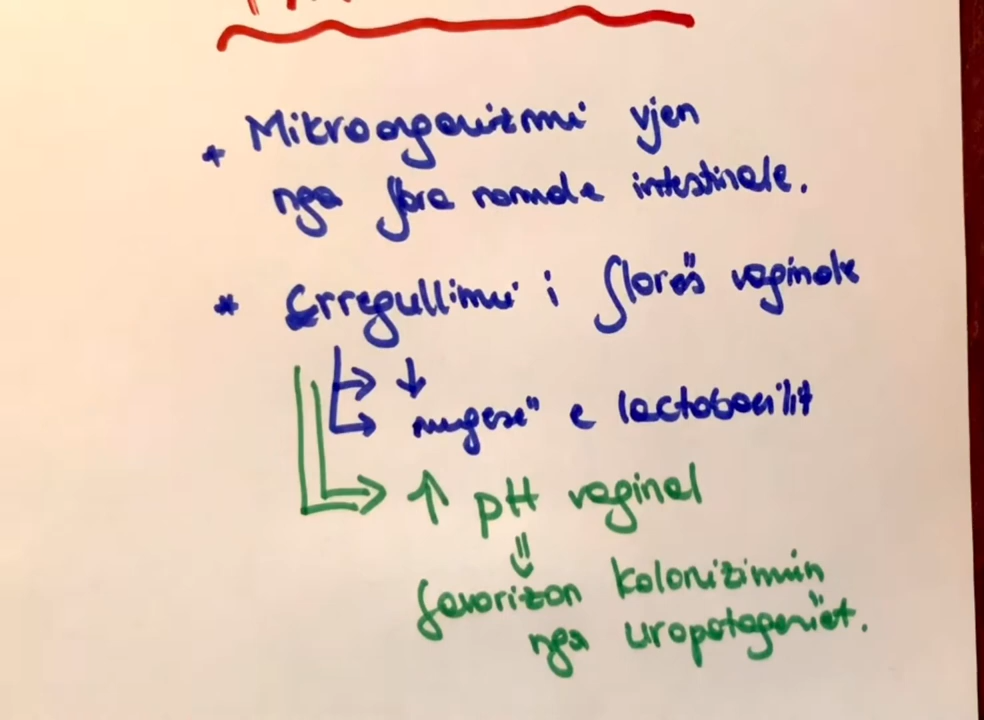 + Mikroorganizmi vjen
nga flora normale intestinale.
* Çrregullimi i florës vaginale
↓
mungesë e lactobacilit
↑ pH vaginal
⇓
favorizon kolonizimin
nga uropatogenët.